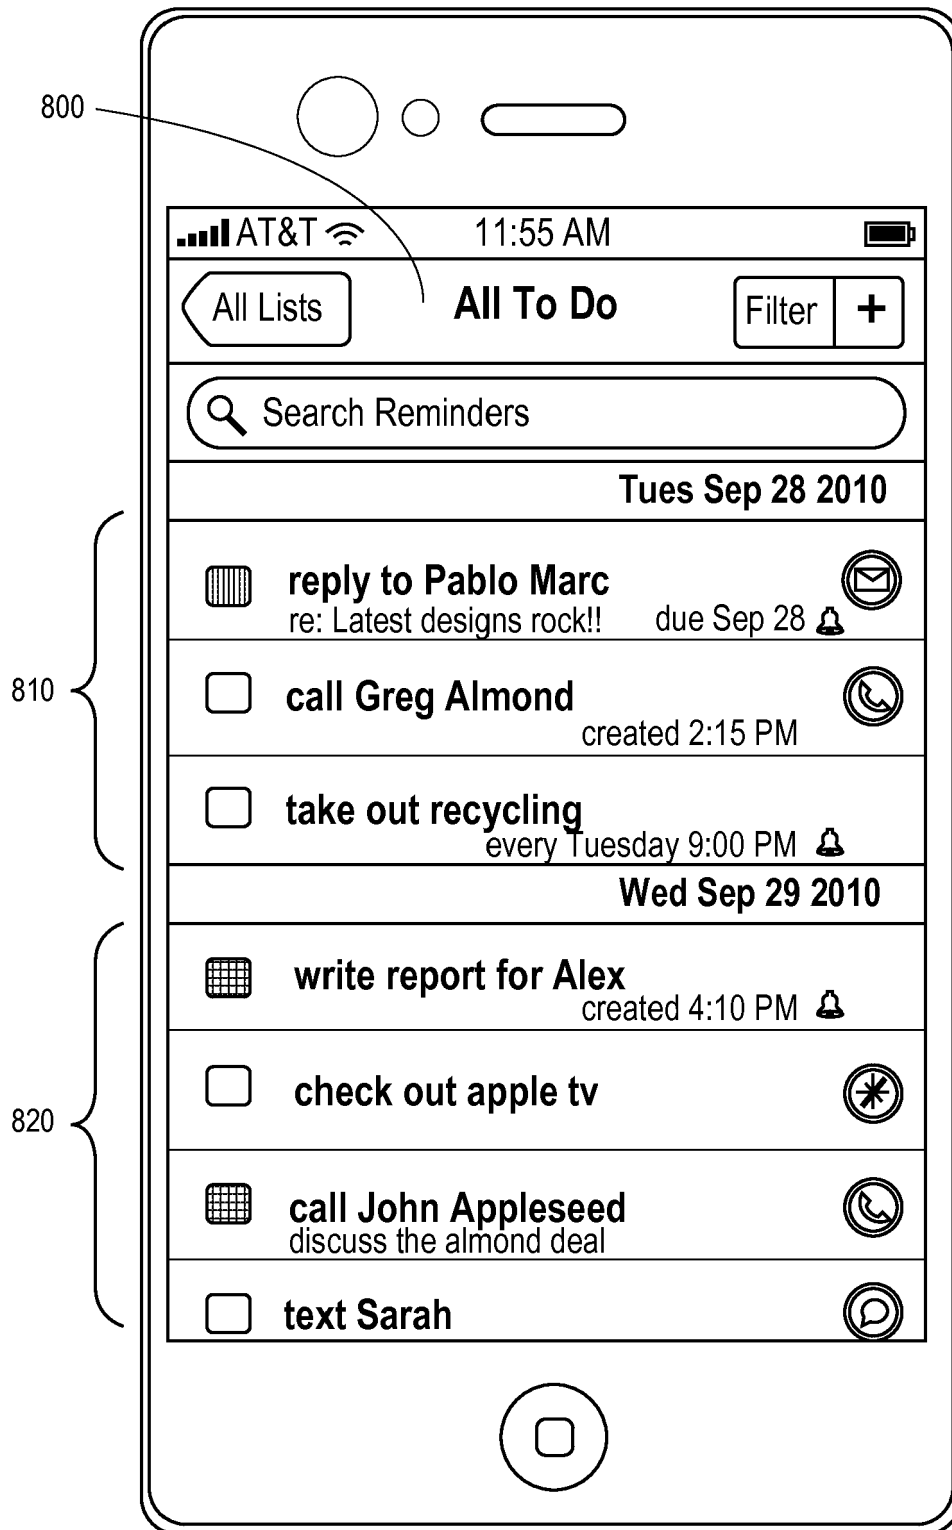 800
AT&T 11:55 AM
All Lists All To Do Filter +
Search Reminders
Tues Sep 28 2010
810
reply to Pablo Marc
re: Latest designs rock!! due Sep 28
call Greg Almond
created 2:15 PM
take out recycling
every Tuesday 9:00 PM
Wed Sep 29 2010
820
write report for Alex
created 4:10 PM
check out apple tv
call John Appleseed
discuss the almond deal
text Sarah